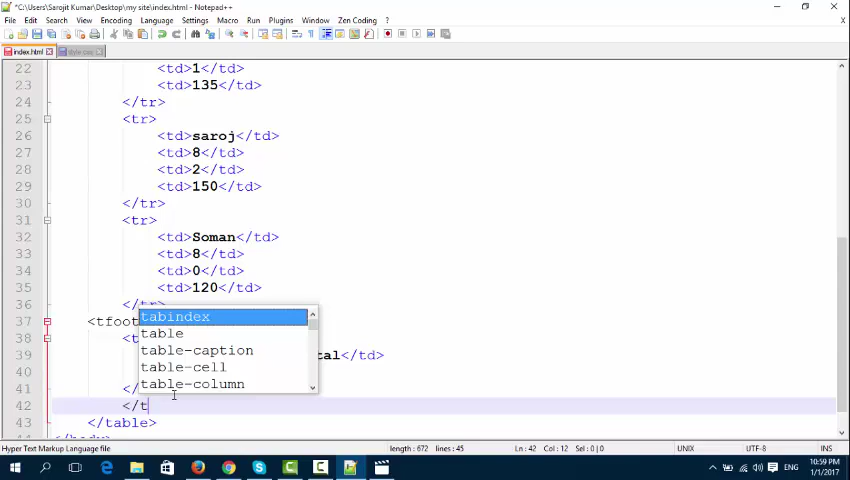 *C:\Users\Sarojit Kumar\Desktop\my site\index.html - Notepad++
File Edit Search View Encoding Language Settings Macro Run Plugins Window Zen Coding ? X
index.html style.css
22 <td>1</td>
23 <td>135</td>
24 </tr>
25 <tr>
26 <td>saroj</td>
27 <td>8</td>
28 <td>2</td>
29 <td>150</td>
30 </tr>
31 <tr>
32 <td>Soman</td>
33 <td>8</td>
34 <td>0</td>
35 <td>120</td>
36 </tr>
37 <tfoot
38 <t
39 tal</td>
40
41 </
42 </t
43 </table>
44 </body>
tabindex
table
table-caption
table-cell
table-column
Hyper Text Markup Language file length : 672 lines : 45 Ln : 42 Col : 12 Sel : 0 | 0 UNIX UTF-8 INS
ENG 10:59 PM
1/1/2017